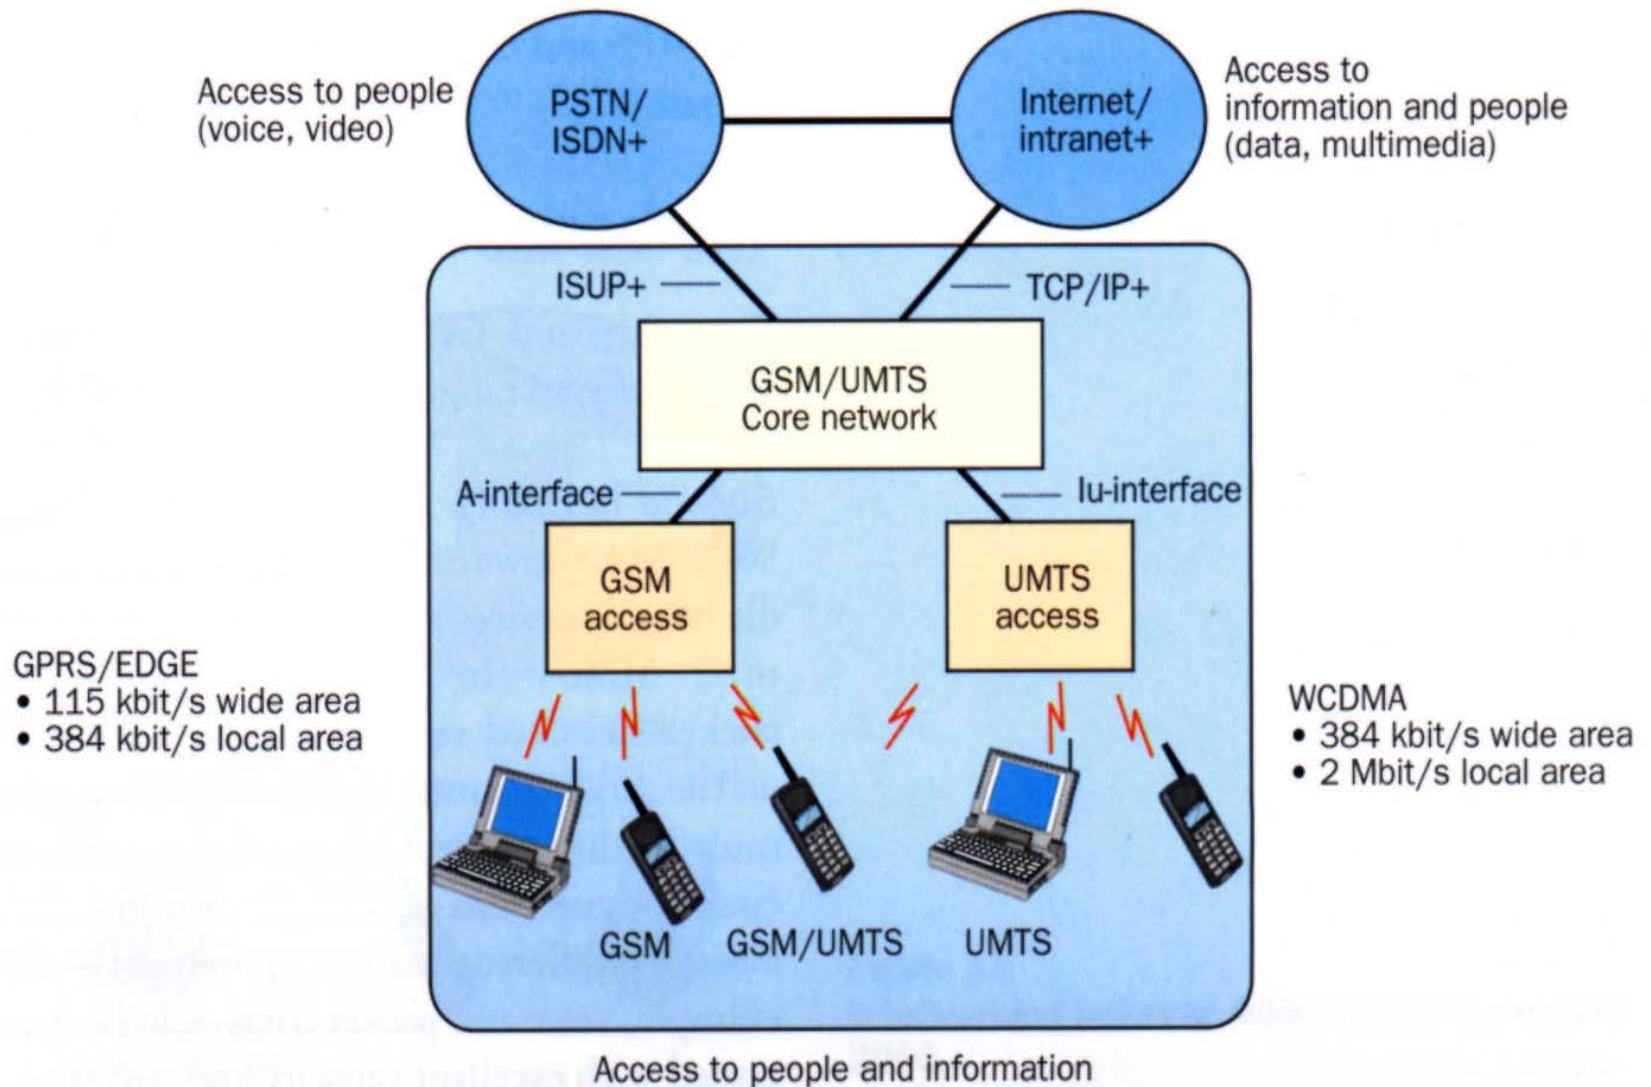 Access to people
(voice, video)
PSTN/
ISDN+
Internet/
intranet+
Access to
information and people
(data, multimedia)
ISUP+
TCP/IP+
GSM/UMTS
Core network
A-interface
Iu-interface
GSM
access
UMTS
access
GPRS/EDGE
• 115 kbit/s wide area
• 384 kbit/s local area
WCDMA
• 384 kbit/s wide area
• 2 Mbit/s local area
GSM
GSM/UMTS
UMTS
Access to people and information